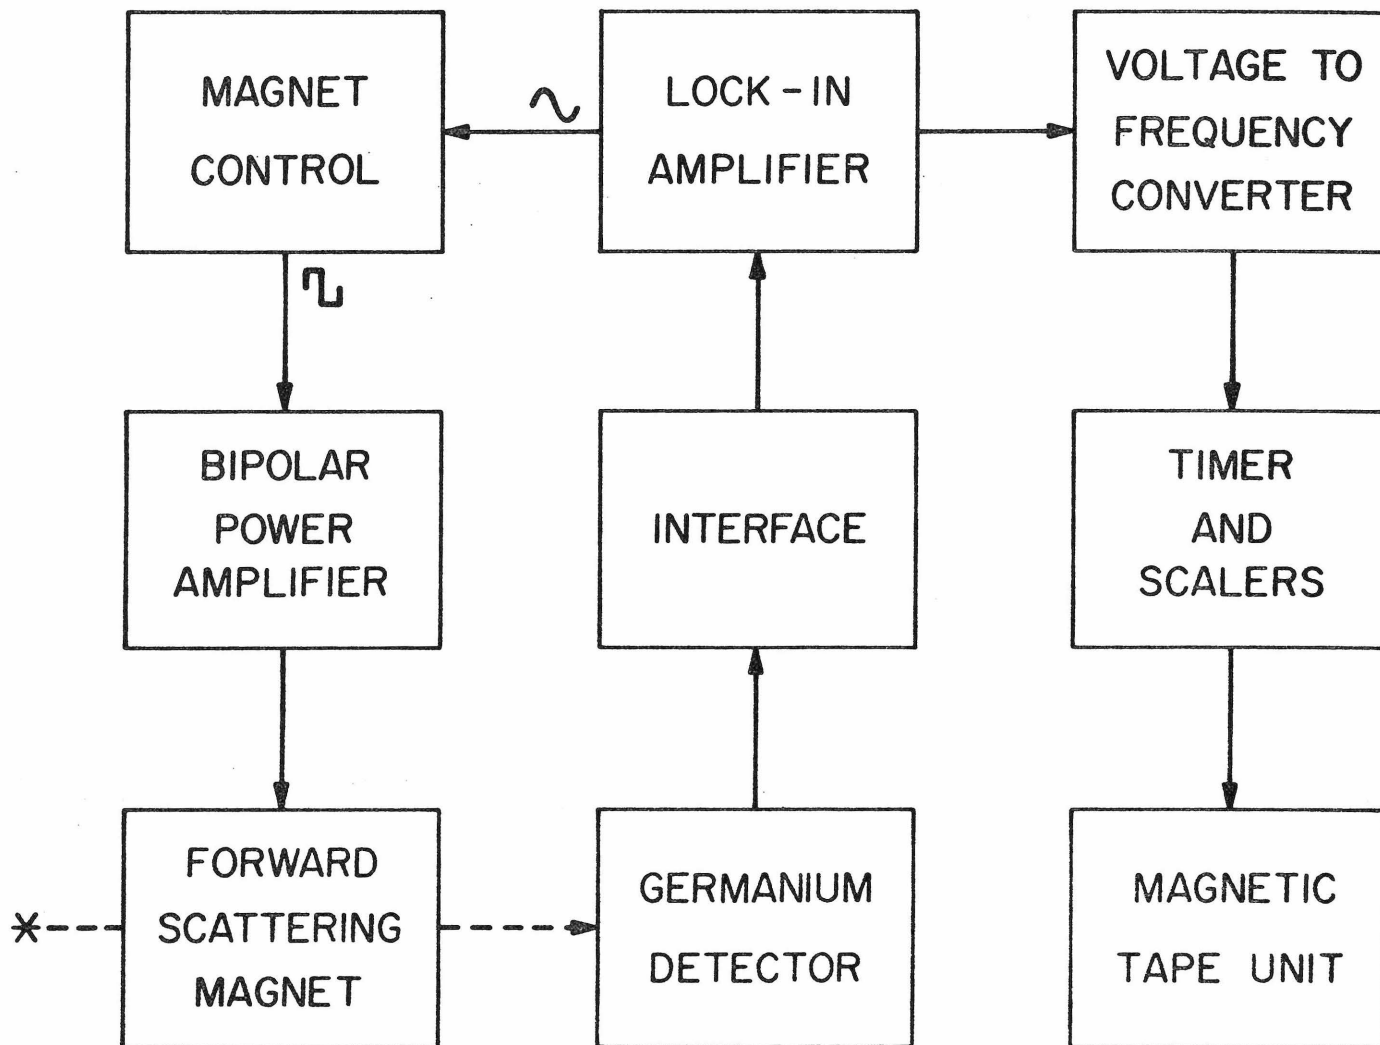 MAGNET
CONTROL
LOCK-IN
AMPLIFIER
VOLTAGE TO
FREQUENCY
CONVERTER
BIPOLAR
POWER
AMPLIFIER
INTERFACE
TIMER
AND
SCALERS
FORWARD
SCATTERING
MAGNET
GERMANIUM
DETECTOR
MAGNETIC
TAPE UNIT